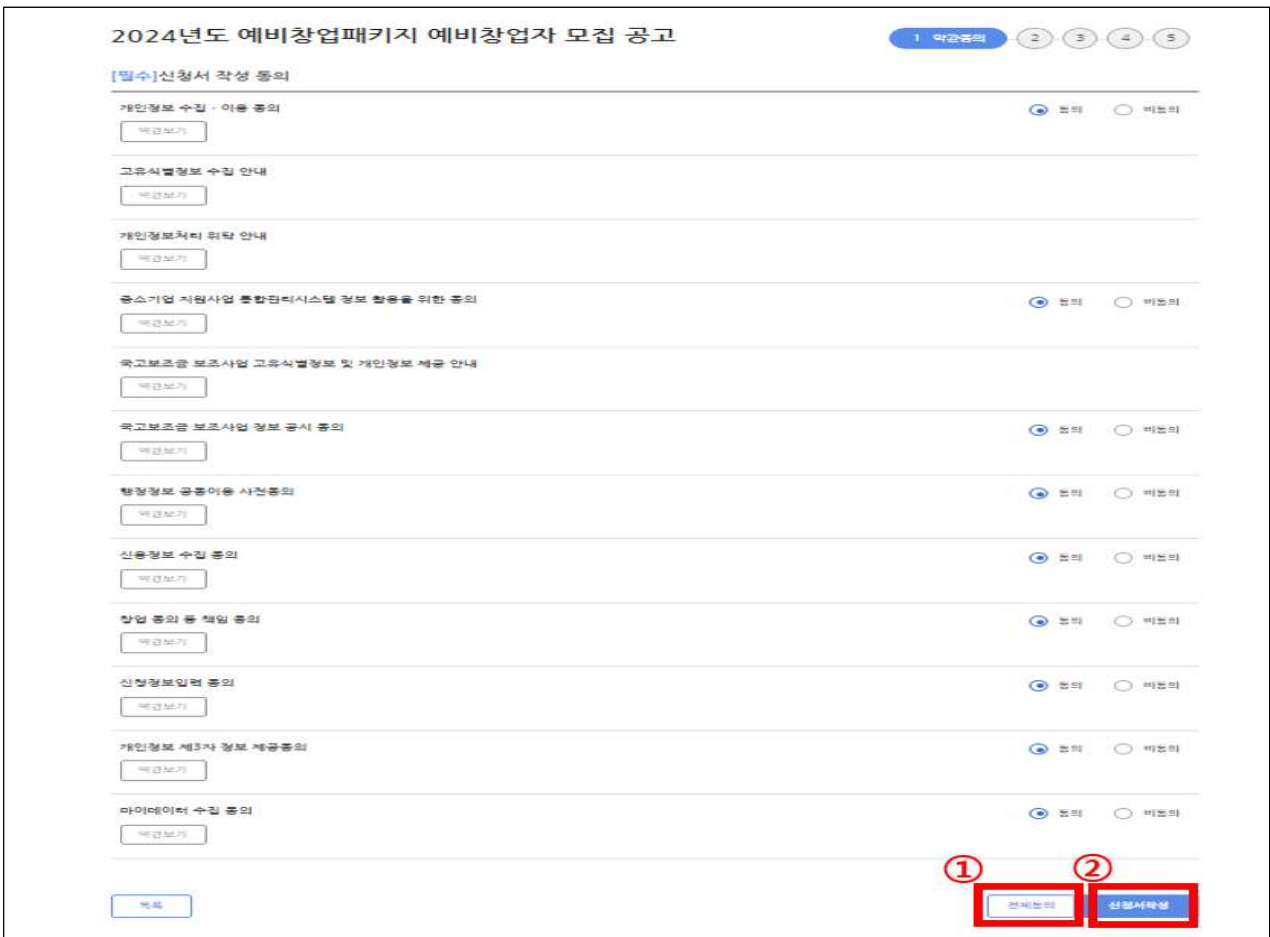 2024년도 예비창업패키지 예비창업자 모집 공고
1 약관동의 2 3 4 5
[필수]신청서 작성 동의
개인정보 수집 · 이용 동의
동의 비동의
약관보기
고유식별정보 수집 안내
약관보기
개인정보처리 위탁 안내
약관보기
중소기업 지원사업 통합관리시스템 정보 활용을 위한 동의
동의 비동의
약관보기
국고보조금 보조사업 고유식별정보 및 개인정보 제공 안내
약관보기
국고보조금 보조사업 정보 공시 동의
동의 비동의
약관보기
행정정보 공동이용 사전동의
동의 비동의
약관보기
신용정보 수집 동의
동의 비동의
약관보기
창업 동의 등 책임 동의
동의 비동의
약관보기
신청정보입력 동의
동의 비동의
약관보기
개인정보 제3자 정보 제공동의
동의 비동의
약관보기
마이데이터 수집 동의
동의 비동의
약관보기
① ②
목록 전체동의 신청서작성